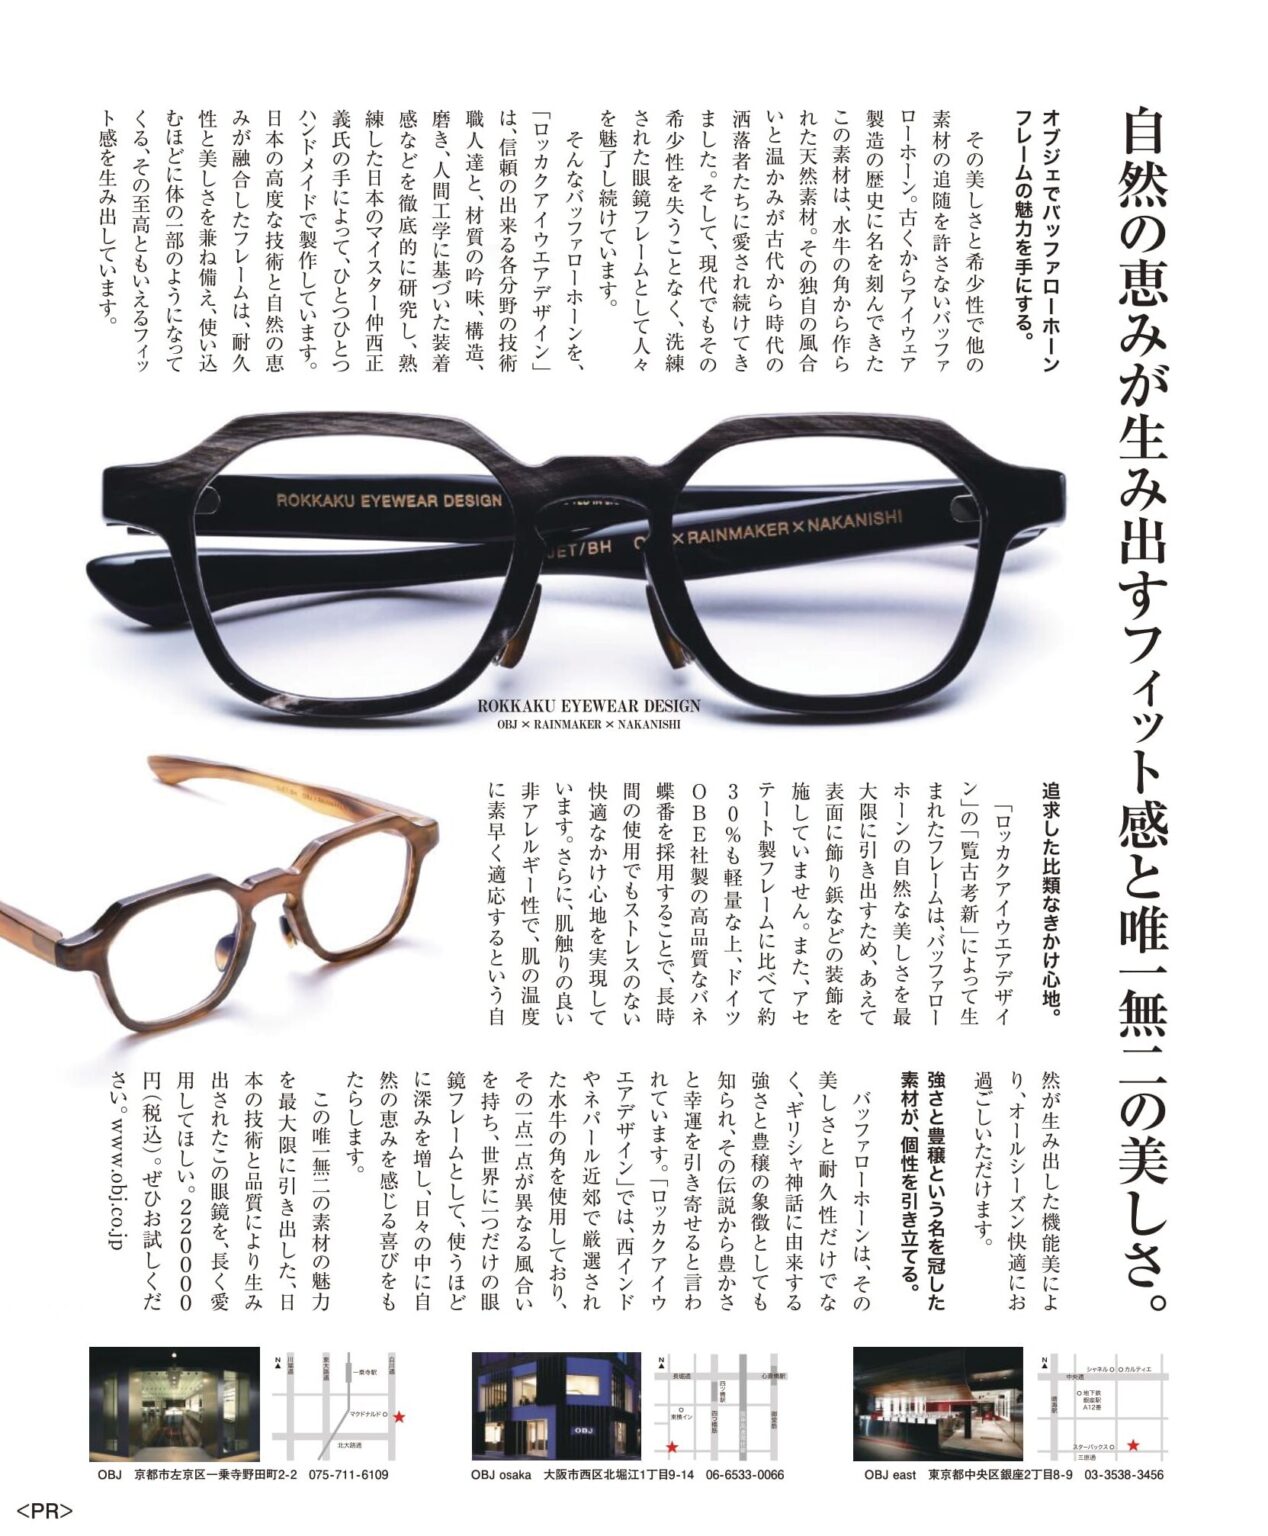 自然の恵みが生み出すフィット感と唯一無二の美しさ。
オブジェでバッファローホーン
フレームの魅力を手にする。
その美しさと希少性で他の
素材の追随を許さないバッファ
ローホーン。古くからアイウェア
製造の歴史に名を刻んできた
この素材は、水牛の角から作ら
れた天然素材。その独自の風合
いと温かみが古代から時代の
洒落者たちに愛され続けてき
ました。そして、現代でもその
希少性を失うことなく、洗練
された眼鏡フレームとして人々
を魅了し続けています。
そんなバッファローホーンを、
「ロッカクアイウエアデザイン」
は、信頼の出来る各分野の技術
職人達と、材質の吟味、構造、
磨き、人間工学に基づいた装着
感などを徹底的に研究し、熟
練した日本のマイスター仲西正
義氏の手によって、ひとつひとつ
ハンドメイドで製作しています。
日本の高度な技術と自然の恵
みが融合したフレームは、耐久
性と美しさを兼ね備え、使い込
むほどに体の一部のようになって
くる、その至高ともいえるフィッ
ト感を生み出しています。
ROKKAKU EYEWEAR DESIGN
JET/BH
×RAINMAKER×NAKANISHI
ROKKAKU EYEWEAR DESIGN
OBJ × RAINMAKER × NAKANISHI
追求した比類なきかけ心地。
「ロッカクアイウエアデザイ
ン」の「覧古考新」によって生
まれたフレームは、バッファロー
ホーンの自然な美しさを最
大限に引き出すため、あえて
表面に飾り鋲などの装飾を
施していません。また、アセ
テート製フレームに比べて約
30%も軽量な上、ドイツ
OBE社製の高品質なバネ
蝶番を採用することで、長時
間の使用でもストレスのない
快適なかけ心地を実現して
います。さらに、肌触りの良い
非アレルギー性で、肌の温度
に素早く適応するという自
然が生み出した機能美によ
り、オールシーズン快適にお
過ごしいただけます。
強さと豊穣という名を冠した
素材が、個性を引き立てる。
バッファローホーンは、その
美しさと耐久性だけでな
く、ギリシャ神話に由来する
強さと豊穣の象徴としても
知られ、その伝説から豊かさ
と幸運を引き寄せると言わ
れています。「ロッカクアイウ
エアデザイン」では、西インド
やネパール近郊で厳選され
た水牛の角を使用しており、
その一点一点が異なる風合い
を持ち、世界に一つだけの眼
鏡フレームとして、使うほど
に深みを増し、日々の中に自
然の恵みを感じる喜びをも
たらします。
この唯一無二の素材の魅力
を最大限に引き出した、日
本の技術と品質により生み
出されたこの眼鏡を、長く愛
用してほしい。220000
円(税込)。ぜひお試しくだ
さい。www.obj.co.jp
N
川端通
東大路通
一乗寺駅
白川通
マクドナルド
北大路通
OBJ 京都市左京区一乗寺野田町2-2 075-711-6109
OBJ
N
長堀通
四ツ橋駅
心斎橋駅
東横イン
四ツ橋筋
御堂筋
OBJ osaka 大阪市西区北堀江1丁目9-14 06-6533-0066
N
シャネル
カルティエ
中央通
地下鉄
銀座駅
A12番
スターバックス
三原通
OBJ east 東京都中央区銀座2丁目8-9 03-3538-3456
<PR>